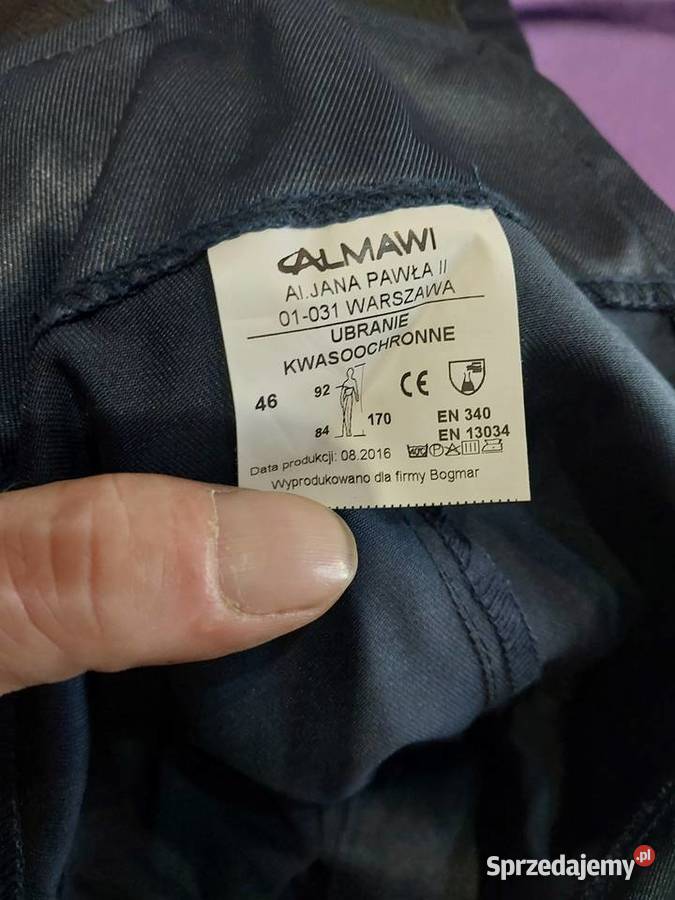 CALMAWI
Al.JANA PAWŁA II
01-031 WARSZAWA
UBRANIE
KWASOOCHRONNE
46
92
84
170
CE
EN 340
EN 13034
Data produkcji: 08.2016
Wyprodukowano dla firmy Bogmar
Sprzedajemy.pl